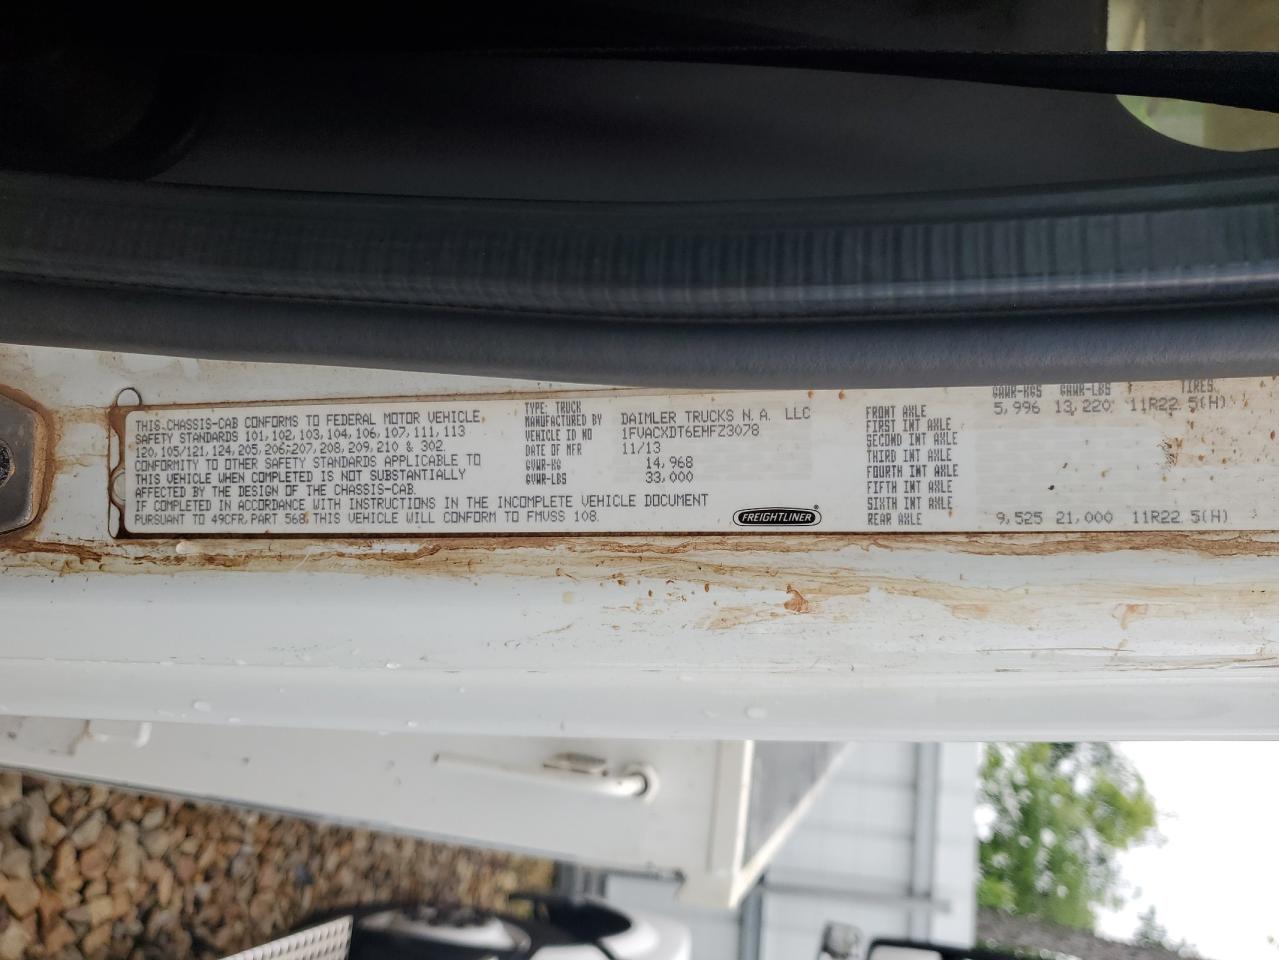 THIS CHASSIS-CAB CONFORMS TO FEDERAL MOTOR VEHICLE
SAFETY STANDARDS 101,102,103,104,106,107,111,113
120,105/121,124,205,206,207,208,209,210 & 302.
CONFORMITY TO OTHER SAFETY STANDARDS APPLICABLE TO
THIS VEHICLE WHEN COMPLETED IS NOT SUBSTANTIALLY
AFFECTED BY THE DESIGN OF THE CHASSIS-CAB.
IF COMPLETED IN ACCORDANCE WITH INSTRUCTIONS IN THE INCOMPLETE VEHICLE DOCUMENT
PURSUANT TO 49CFR, PART 568, THIS VEHICLE WILL CONFORM TO FMVSS 108.
TYPE: TRUCK
MANUFACTURED BY DAIMLER TRUCKS N.A. LLC
VEHICLE ID NO 1FVACXDT6EHFZ3078
DATE OF MFR 11/13
GVWR-KG 14,968
GVWR-LBS 33,000
FREIGHTLINER
GAWR-KGS GAWR-LBS TIRES
FRONT AXLE 5,996 13,220 11R22.5(H)
FIRST INT AXLE
SECOND INT AXLE
THIRD INT AXLE
FOURTH INT AXLE
FIFTH INT AXLE
SIXTH INT AXLE
REAR AXLE 9,525 21,000 11R22.5(H)